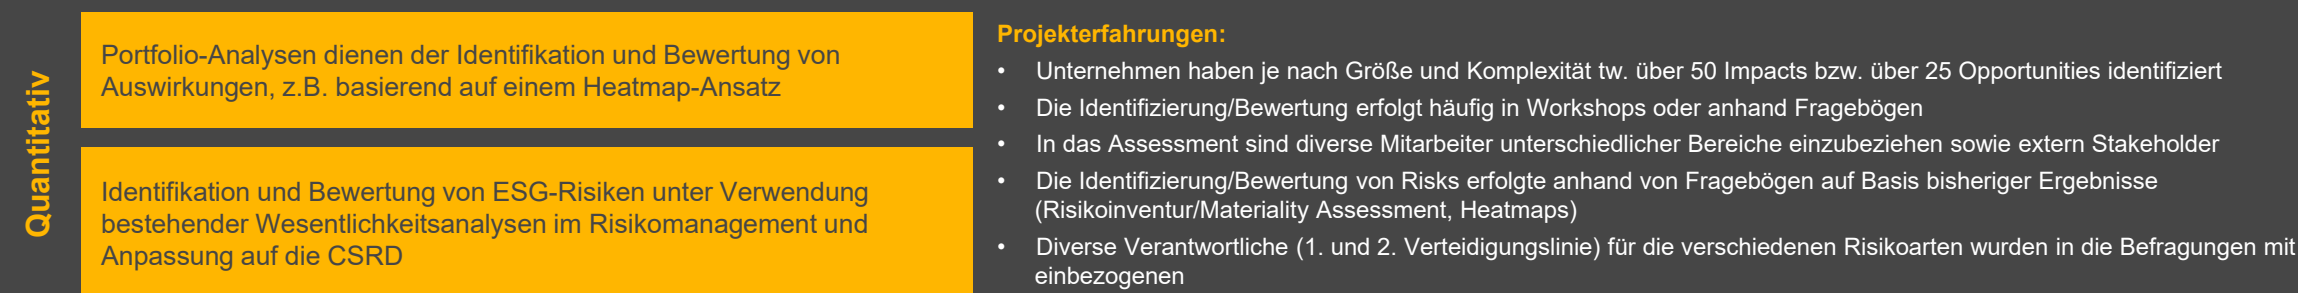 Quantitativ
Portfolio-Analysen dienen der Identifikation und Bewertung von
Auswirkungen, z.B. basierend auf einem Heatmap-Ansatz
Identifikation und Bewertung von ESG-Risiken unter Verwendung
bestehender Wesentlichkeitsanalysen im Risikomanagement und
Anpassung auf die CSRD
Projekterfahrungen:
• Unternehmen haben je nach Größe und Komplexität tw. über 50 Impacts bzw. über 25 Opportunities identifiziert
• Die Identifizierung/Bewertung erfolgt häufig in Workshops oder anhand Fragebögen
• In das Assessment sind diverse Mitarbeiter unterschiedlicher Bereiche einzubeziehen sowie extern Stakeholder
• Die Identifizierung/Bewertung von Risks erfolgte anhand von Fragebögen auf Basis bisheriger Ergebnisse
(Risikoinventur/Materiality Assessment, Heatmaps)
• Diverse Verantwortliche (1. und 2. Verteidigungslinie) für die verschiedenen Risikoarten wurden in die Befragungen mit
einbezogenen